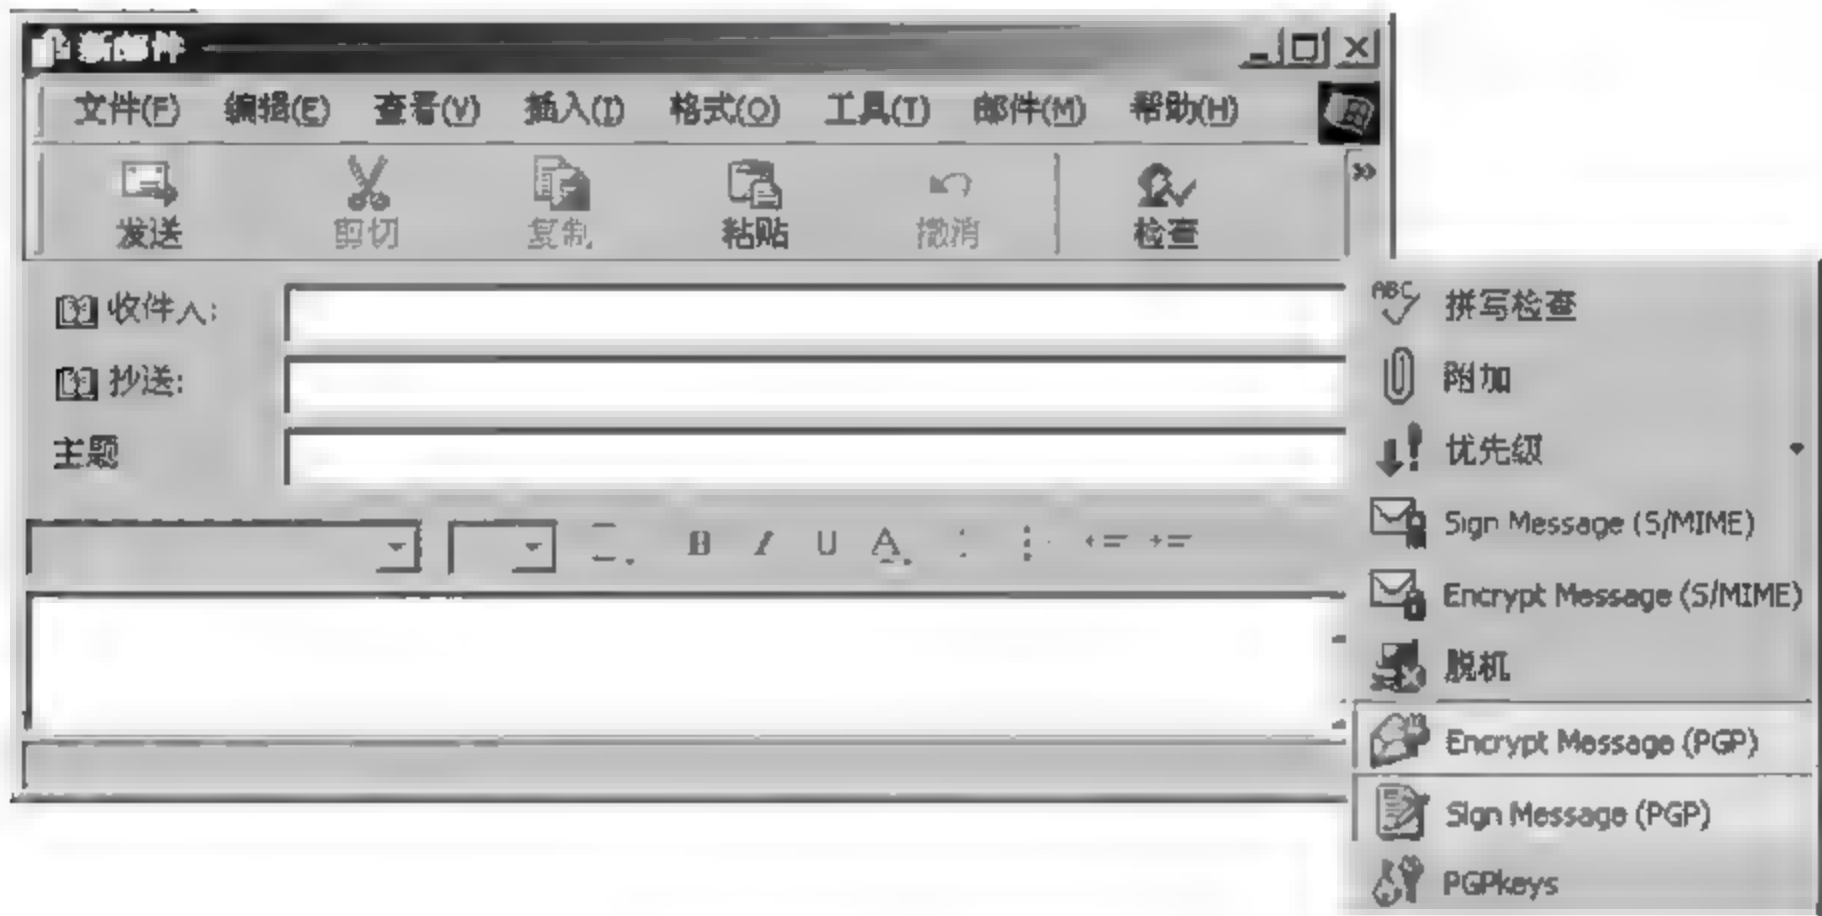 新邮件
文件(F) 编辑(E) 查看(V) 插入(I) 格式(O) 工具(T) 邮件(M) 帮助(H)
发送 剪切 复制 粘贴 撤消 检查 »
收件人:
抄送:
主题
B I U A
ABC 拼写检查
附加
优先级
Sign Message (S/MIME)
Encrypt Message (S/MIME)
脱机
Encrypt Message (PGP)
Sign Message (PGP)
PGPkeys